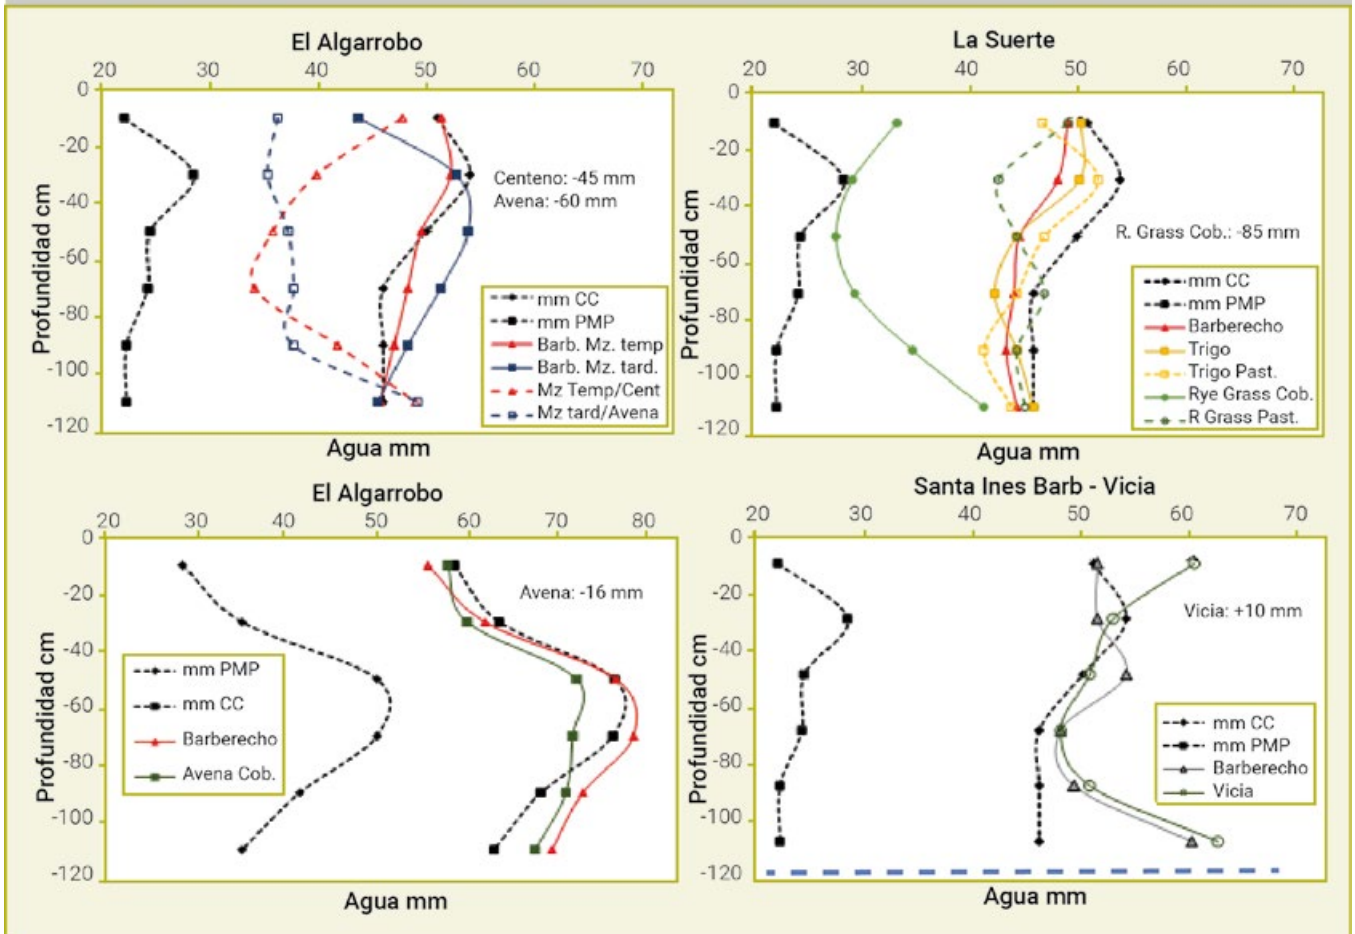 El Algarrobo
20 30 40 50 60 70
0
-20
-40
-60
-80
-100
-120
Profundidad cm
Centeno: -45 mm
Avena: -60 mm
mm CC
mm PMP
Barb. Mz. temp
Barb. Mz. tard.
Mz Temp/Cent
Mz tard/Avena
Agua mm
La Suerte
20 30 40 50 60 70
0
-20
-40
-60
-80
-100
-120
Profundidad cm
R. Grass Cob.: -85 mm
mm CC
mm PMP
Barberecho
Trigo
Trigo Past.
Rye Grass Cob.
R Grass Past.
Agua mm
El Algarrobo
20 30 40 50 60 70 80
0
-20
-40
-60
-80
-100
-120
Profundidad cm
Avena: -16 mm
mm PMP
mm CC
Barberecho
Avena Cob.
Agua mm
Santa Ines Barb - Vicia
20 30 40 50 60 70
0
-20
-40
-60
-80
-100
-120
Profundidad cm
Vicia: +10 mm
mm CC
mm PMP
Barberecho
Vicia
Agua mm